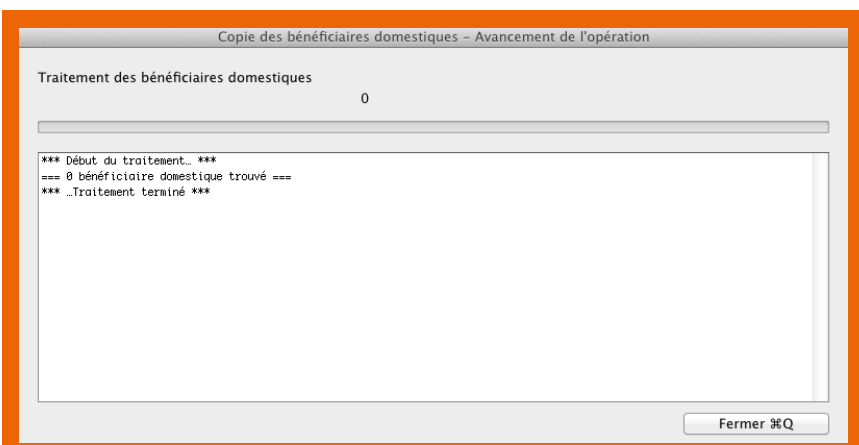 Copie des bénéficiaires domestiques – Avancement de l'opération
Traitement des bénéficiaires domestiques
0
*** Début du traitement… ***
=== 0 bénéficiaire domestique trouvé ===
*** …Traitement terminé ***
Fermer ⌘Q